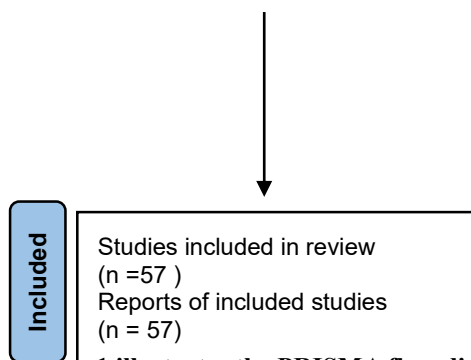 Included
Studies included in review
(n =57 )
Reports of included studies
(n = 57)